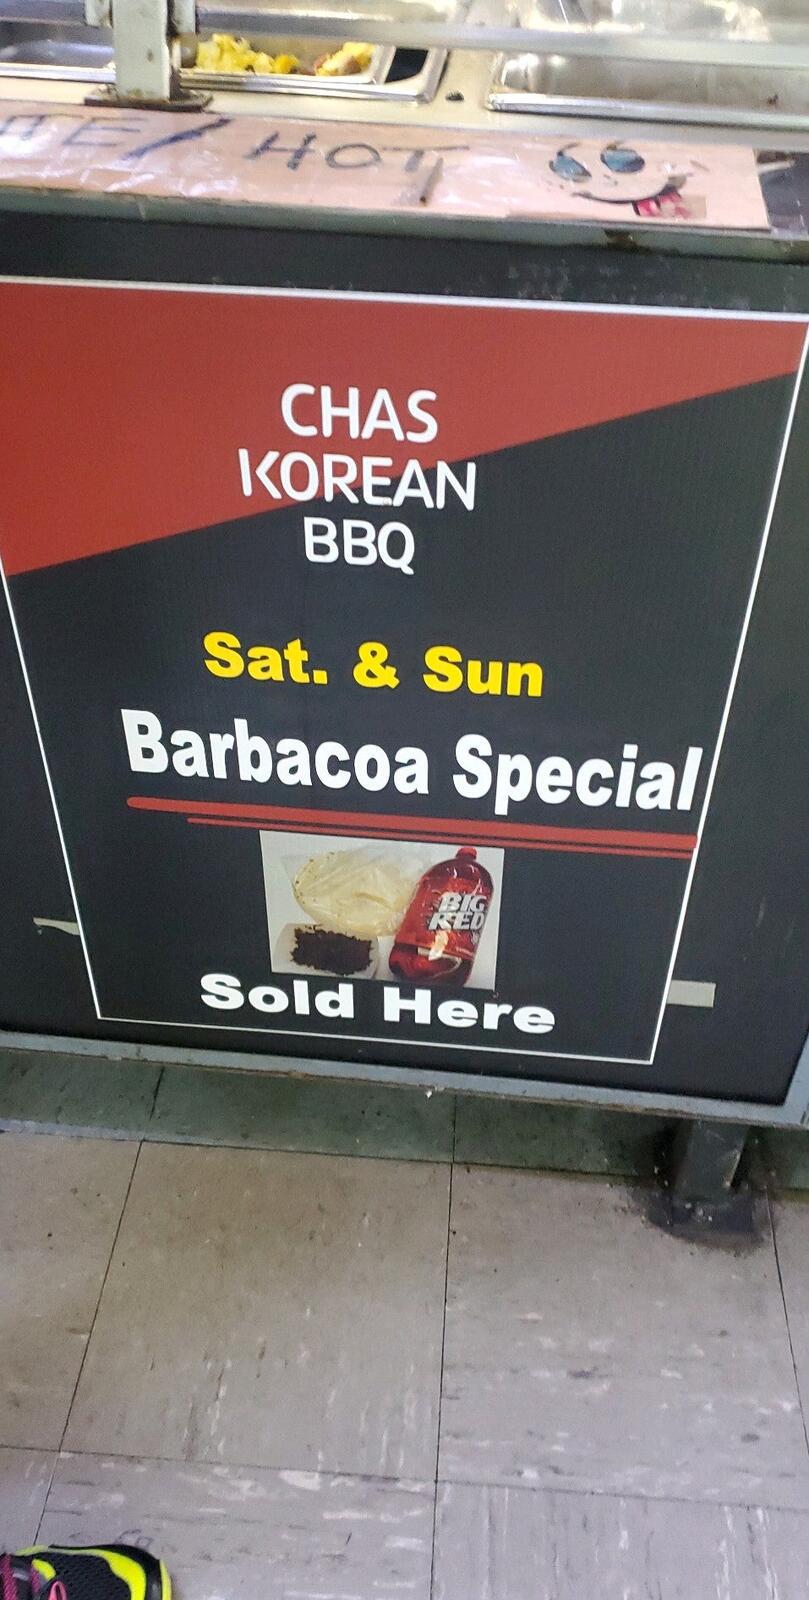 HOT
CHAS
KOREAN
BBQ
Sat. & Sun
Barbacoa Special
BIG
RED
Sold Here